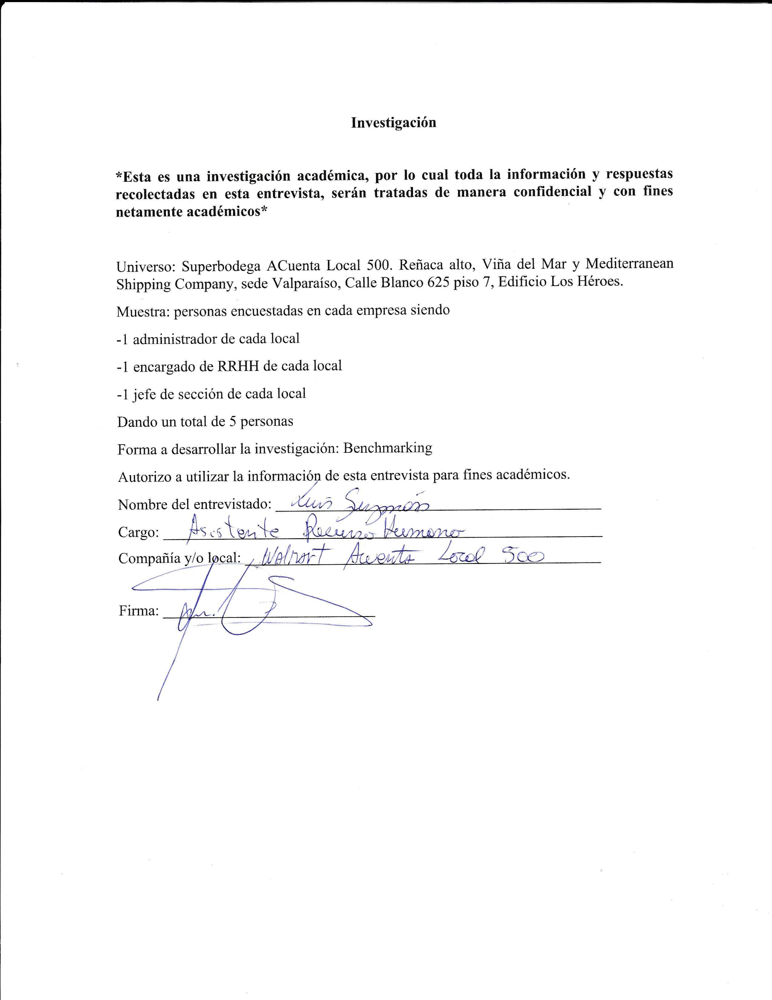 Investigación
*Esta es una investigación académica, por lo cual toda la información y respuestas
recolectadas en esta entrevista, serán tratadas de manera confidencial y con fines
netamente académicos*
Universo: Superbodega ACuenta Local 500. Reñaca alto, Viña del Mar y Mediterranean
Shipping Company, sede Valparaíso, Calle Blanco 625 piso 7, Edificio Los Héroes.
Muestra: personas encuestadas en cada empresa siendo
-1 administrador de cada local
-1 encargado de RRHH de cada local
-1 jefe de sección de cada local
Dando un total de 5 personas
Forma a desarrollar la investigación: Benchmarking
Autorizo a utilizar la información de esta entrevista para fines académicos.
Nombre del entrevistado: Luis Guzmán
Cargo: Asistente Recurso Humano
Compañía y/o local: Walmart Acuenta Local 500
Firma: